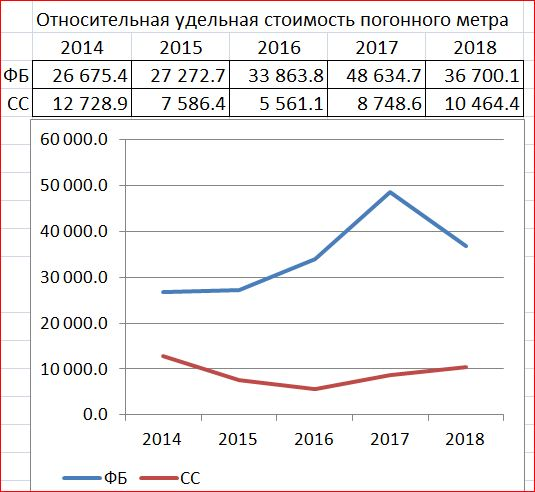 Относительная удельная стоимость погонного метра
2014 2015 2016 2017 2018
ФБ 26 675.4 27 272.7 33 863.8 48 634.7 36 700.1
СС 12 728.9 7 586.4 5 561.1 8 748.6 10 464.4
60 000.0
50 000.0
40 000.0
30 000.0
20 000.0
10 000.0
0.0
2014 2015 2016 2017 2018
ФБ СС